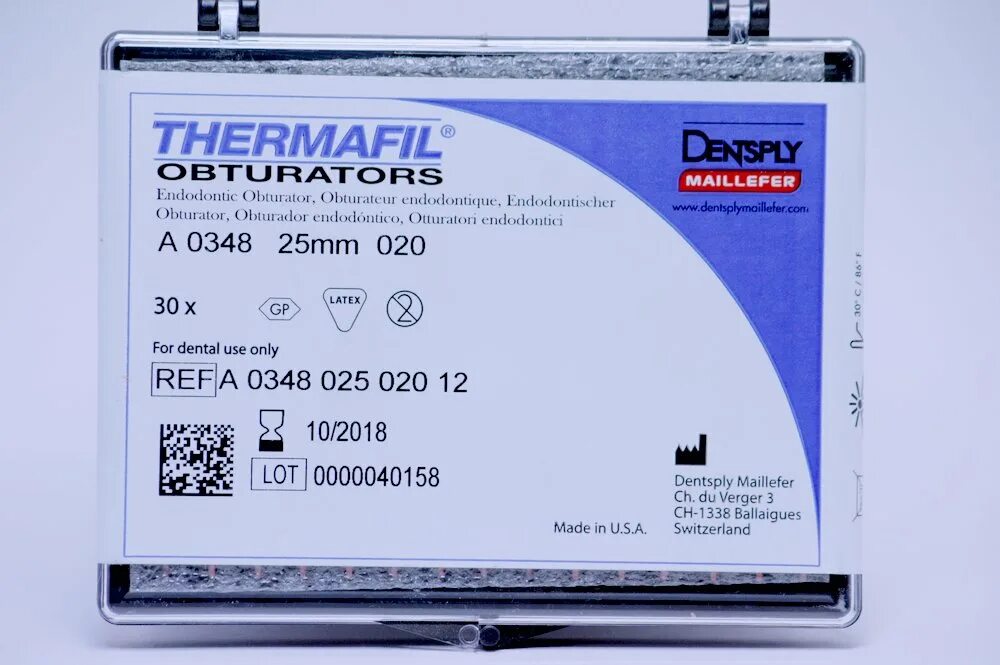 THERMAFIL®
OBTURATORS
Endodontic Obturator, Obturateur endodontique, Endodontischer
Obturator, Obturador endodóntico, Otturatori endodontici
A 0348 25mm 020
DENTSPLY
MAILLEFER
www.dentsplymaillefer.com
30 x
GP
LATEX
2
For dental use only
REF A 0348 025 020 12
10/2018
LOT 0000040158
Dentsply Maillefer
Ch. du Verger 3
CH-1338 Ballaigues
Switzerland
Made in U.S.A.
30° C / 86° F